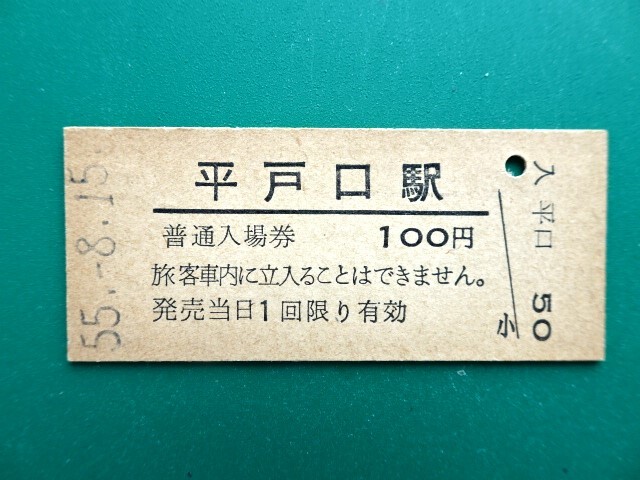 55.-8.15
平戸口駅
普通入場券 100円
旅客車内に立入ることはできません。
発売当日1回限り有効
入 平口
小 50